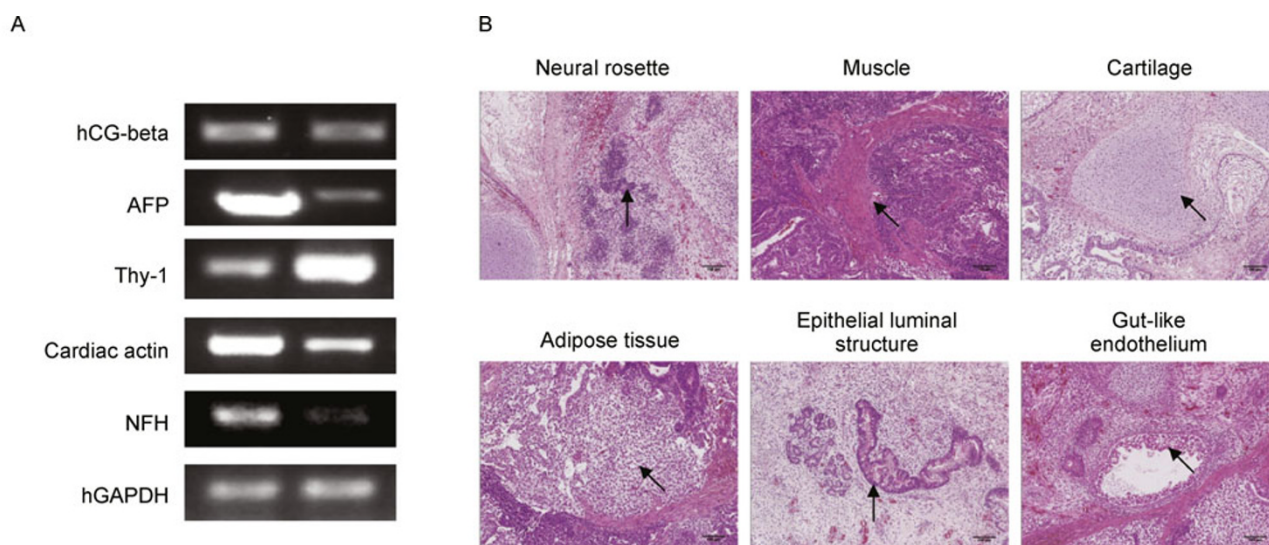 A
hCG-beta
AFP
Thy-1
Cardiac actin
NFH
hGAPDH
B
Neural rosette
Muscle
Cartilage
Adipose tissue
Epithelial luminal
structure
Gut-like
endothelium